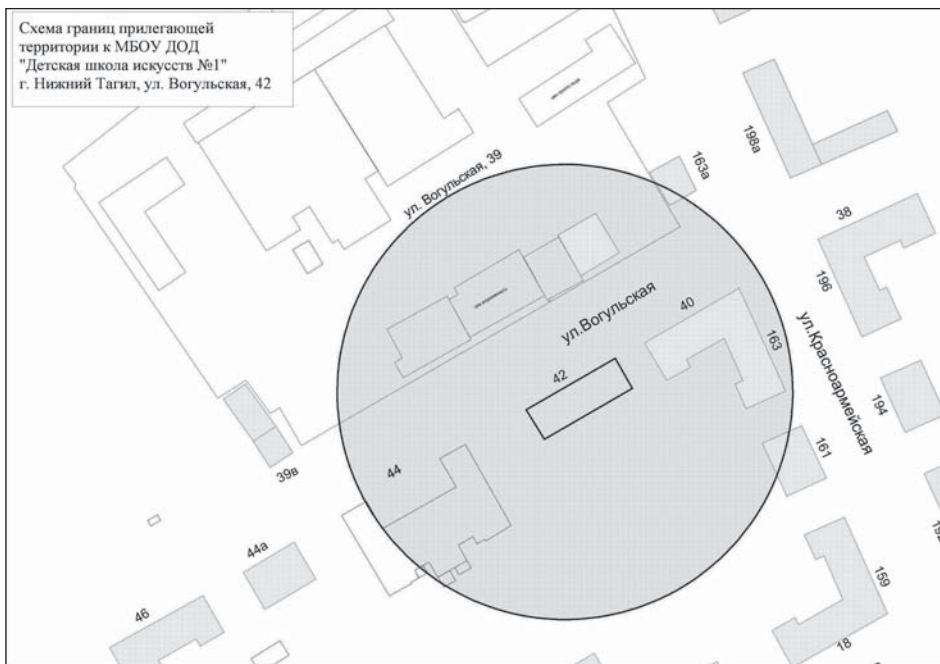 Схема границ прилегающей
территории к МБОУ ДОД
"Детская школа искусств №1"
г. Нижний Тагил, ул. Вогульская, 42
198а
163а
ул. Вогульская, 39
38
196
ул.Вогульская
40
163
ул.Красноармейская
42
194
161
44
39в
192
44а
159
46
18